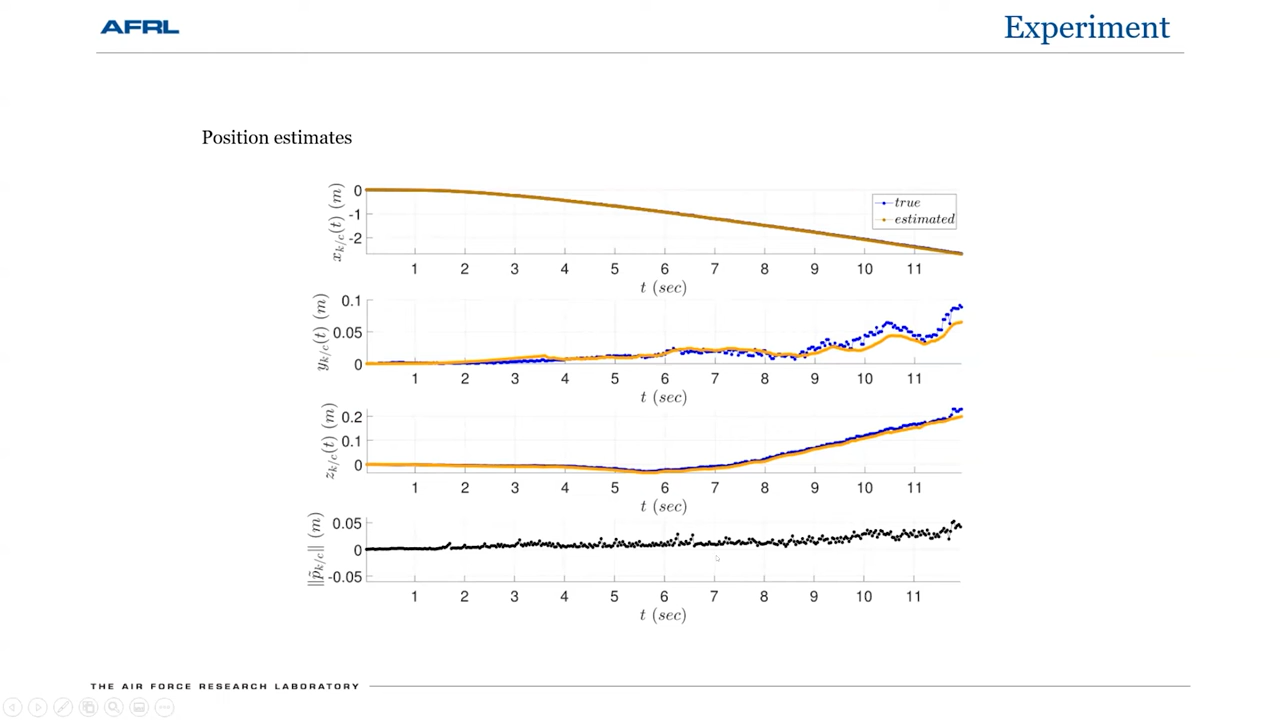 AFRL
Experiment
Position estimates
x_{k/c}(t) (m)
0
-1
-2
true
estimated
1 2 3 4 5 6 7 8 9 10 11
t (sec)
y_{k/c}(t) (m)
0.1
0.05
0
1 2 3 4 5 6 7 8 9 10 11
t (sec)
z_{k/c}(t) (m)
0.2
0.1
0
1 2 3 4 5 6 7 8 9 10 11
t (sec)
||p̃_{k/c}|| (m)
0.05
0
-0.05
1 2 3 4 5 6 7 8 9 10 11
t (sec)
THE AIR FORCE RESEARCH LABORATORY